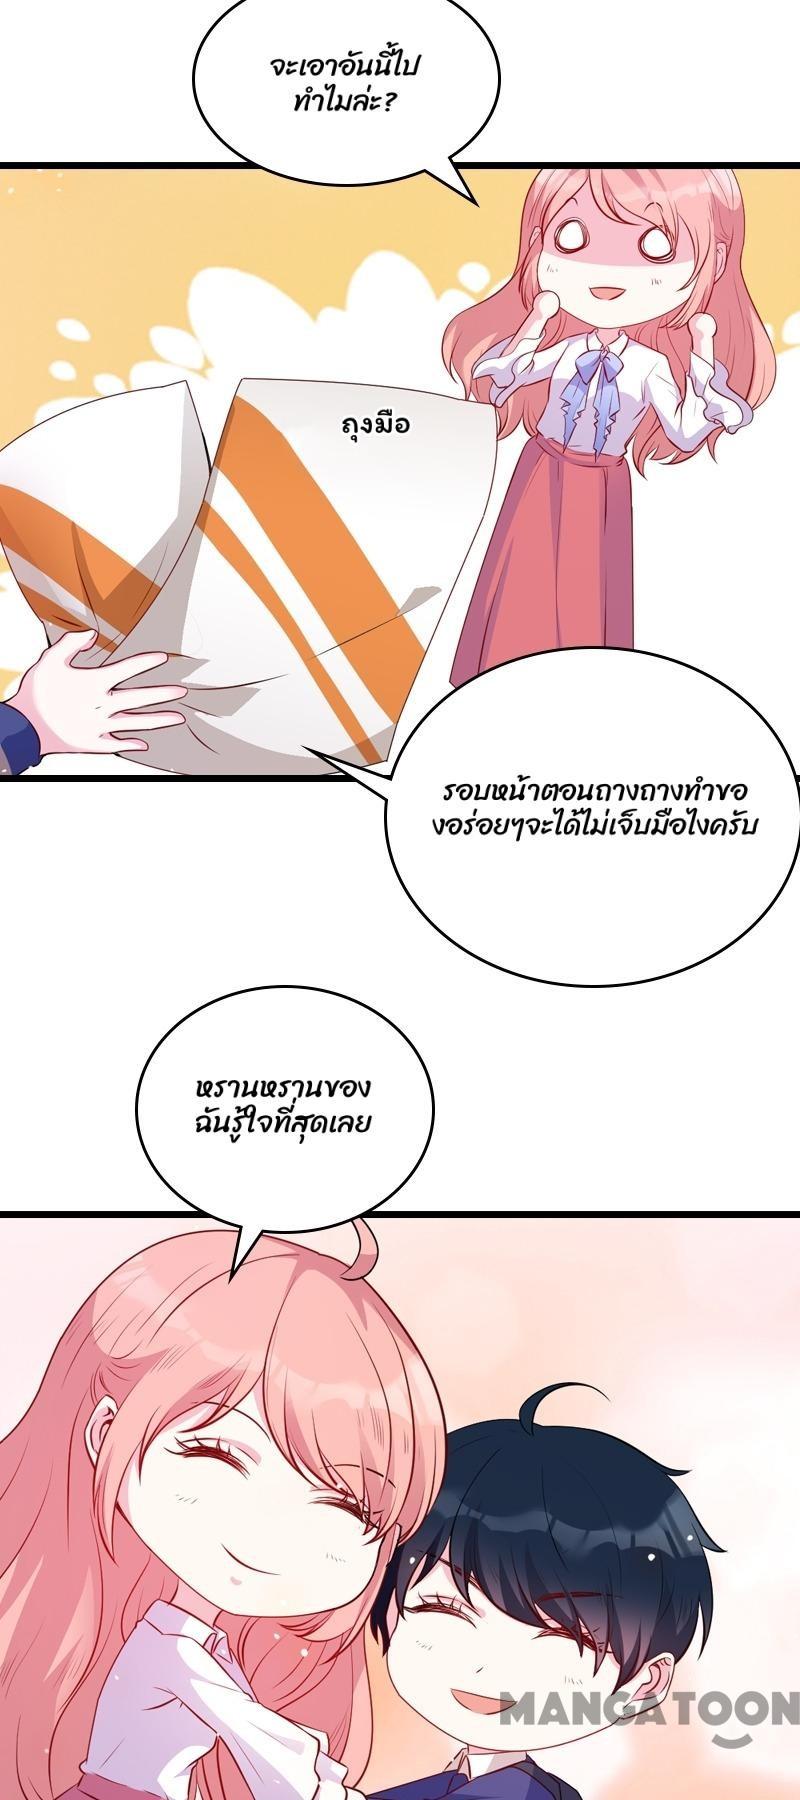 จะเอาอันนี้ไป
ทำไมล่ะ?
ถุงมือ
รอบหน้าตอนถางถางทำขอ
งอร่อยๆจะได้ไม่เจ็บมือไงครับ
หรานหรานของ
ฉันรู้ใจที่สุดเลย
MANGATOON